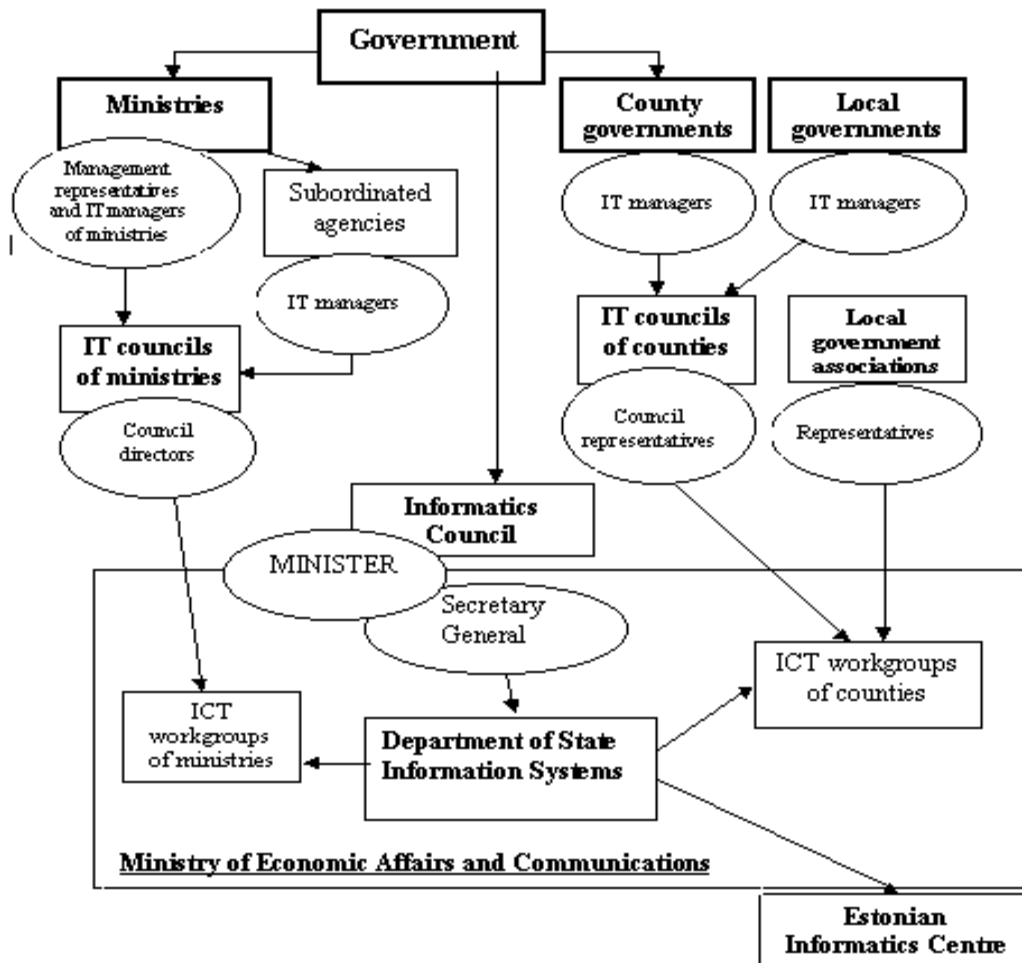 Government
Ministries
County
governments
Local
governments
Management
representatives
and IT managers
of ministries
Subordinated
agencies
IT managers
IT managers
IT managers
IT councils
of ministries
IT councils
of counties
Local
government
associations
Council
directors
Council
representatives
Representatives
Informatics
Council
MINISTER
Secretary
General
ICT workgroups
of counties
ICT
workgroups
of ministries
Department of State
Information Systems
Ministry of Economic Affairs and Communications
Estonian
Informatics Centre